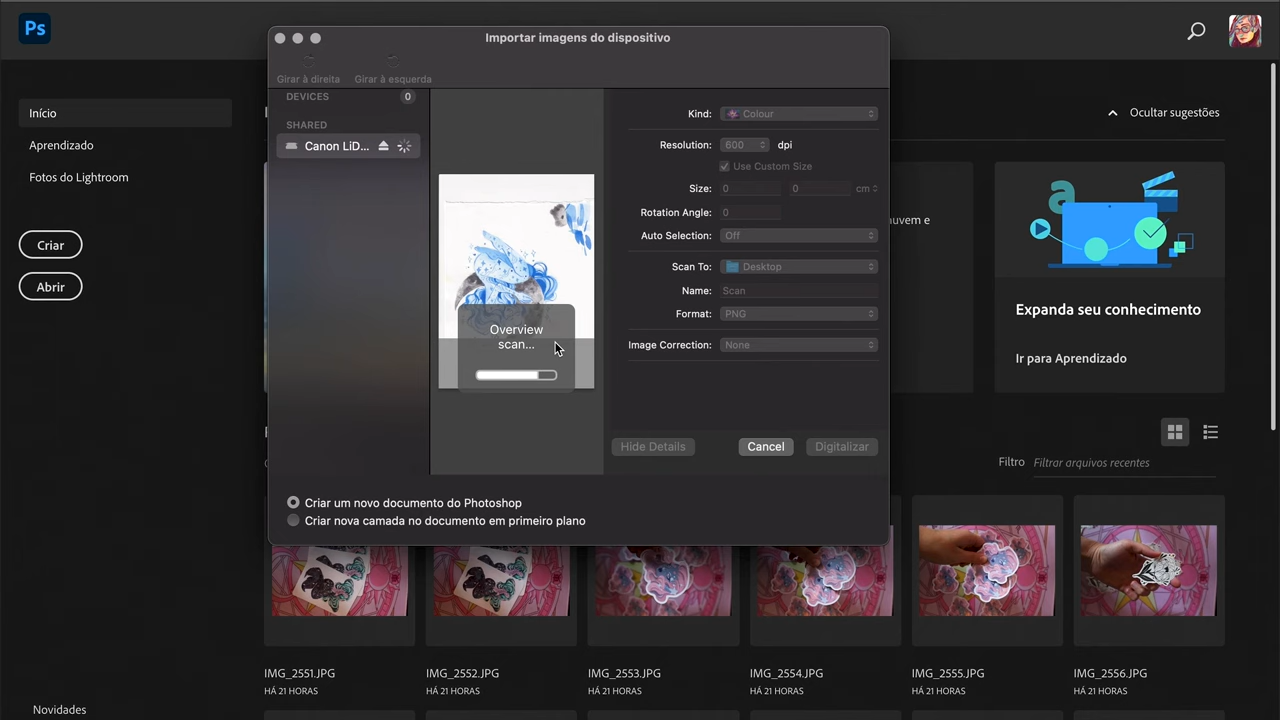 Ps
Importar imagens do dispositivo
Girar à direita
Girar à esquerda
DEVICES
0
SHARED
Canon LiD...
Overview
scan...
Kind:
Colour
Resolution:
600
dpi
Use Custom Size
Size:
0
0
cm
Rotation Angle:
0
Auto Selection:
Off
Scan To:
Desktop
Name:
Scan
Format:
PNG
Image Correction:
None
Hide Details
Cancel
Digitalizar
Criar um novo documento do Photoshop
Criar nova camada no documento em primeiro plano
Início
Aprendizado
Fotos do Lightroom
Criar
Abrir
Novidades
Ocultar sugestões
Expanda seu conhecimento
Ir para Aprendizado
Filtro
Filtrar arquivos recentes
IMG_2551.JPG
HÁ 21 HORAS
IMG_2552.JPG
HÁ 21 HORAS
IMG_2553.JPG
HÁ 21 HORAS
IMG_2554.JPG
HÁ 21 HORAS
IMG_2555.JPG
HÁ 21 HORAS
IMG_2556.JPG
HÁ 21 HORAS